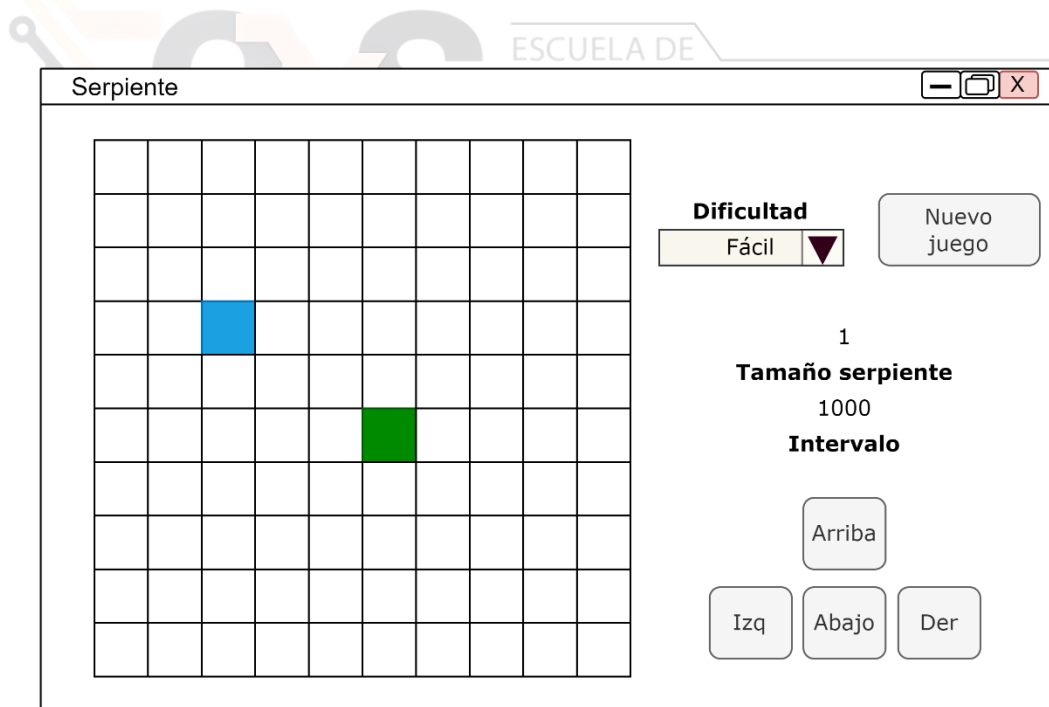 ESCUELA DE
Serpiente
X
Dificultad
Fácil
Nuevo
juego
1
Tamaño serpiente
1000
Intervalo
Arriba
Izq
Abajo
Der